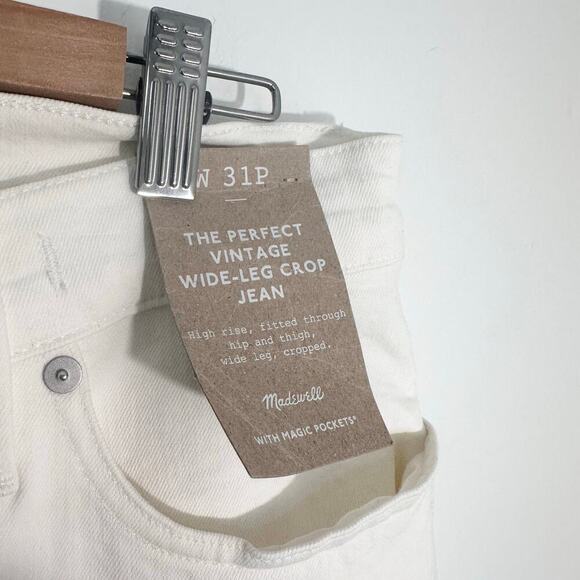 W 31P
THE PERFECT
VINTAGE
WIDE-LEG CROP
JEAN
High rise, fitted through
hip and thigh,
wide leg, cropped.
Madewell
WITH MAGIC POCKETS®